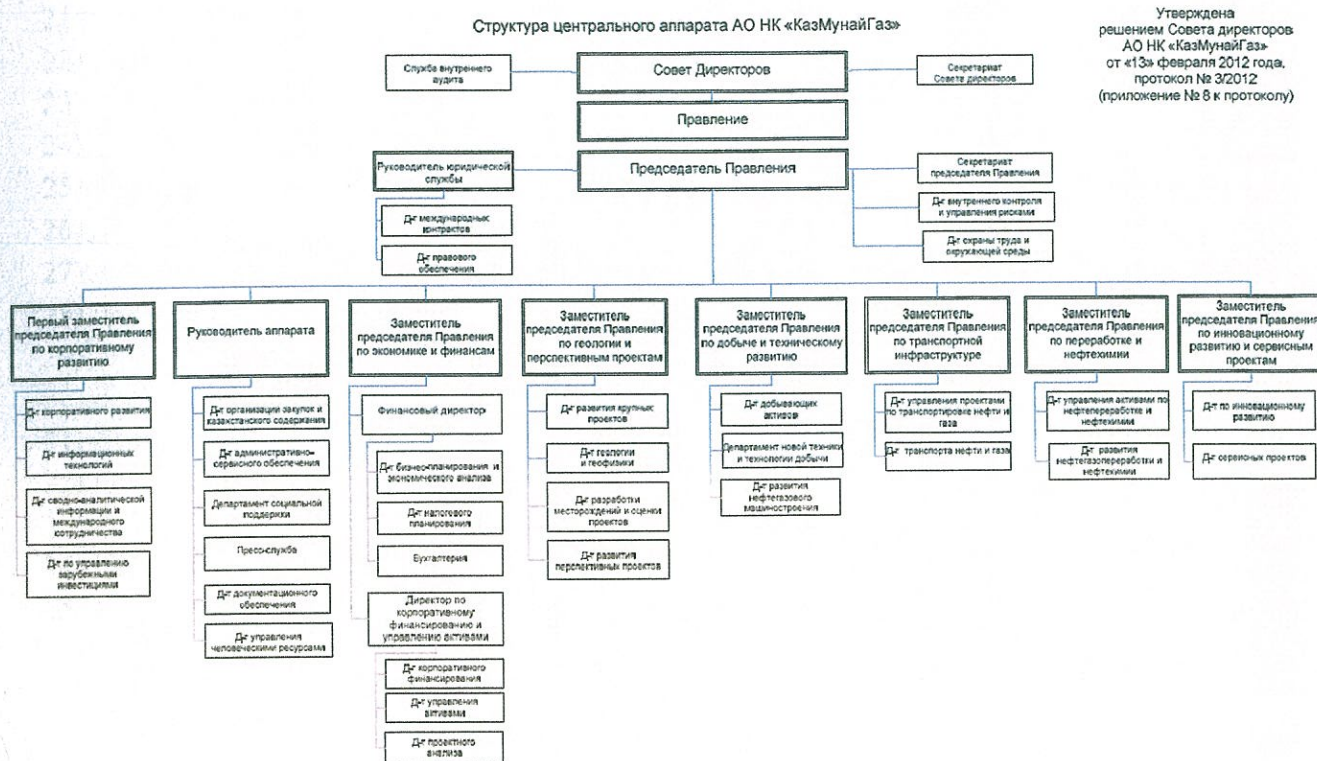 Структура центрального аппарата АО НК «КазМунайГаз»
Утверждена
решением Совета директоров
АО НК «КазМунайГаз»
от «13» февраля 2012 года,
протокол № 3/2012
(приложение № 8 к протоколу)
Служба внутреннего
аудита
Совет Директоров
Секретариат
Совета директоров
Правление
Руководитель юридической
службы
Председатель Правления
Секретариат
председателя Правления
Д-т международных
контрактов
Д-т правового
обеспечения
Д-т внутреннего контроля
и управления рисками
Д-т охраны труда и
окружающей среды
25
26
27
Первый заместитель
председателя Правления
по корпоративному
развитию
Д-т корпоративного развития
Д-т информационных
технологий
Д-т сводно-аналитической
информации и
международного
сотрудничества
Д-т по управлению
зарубежными
инвестициями
Руководитель аппарата
Д-т организации закупок и
казахстанского содержания
Д-т административно-
сервисного обеспечения
Департамент социальной
поддержки
Пресс-служба
Д-т документационного
обеспечения
Д-т управления
человеческими ресурсами
Заместитель
председателя Правления
по экономике и финансам
Финансовый директор
Д-т бизнес-планирования и
экономического анализа
Д-т налогового
планирования
Бухгалтерия
Директор по
корпоративному
финансированию и
управлению активами
Д-т корпоративного
финансирования
Д-т управления
активами
Д-т проектного
анализа
Заместитель
председателя Правления
по геологии и
перспективным проектам
Д-т развития крупных
проектов
Д-т геологии
и геофизики
Д-т разработки
месторождений и оценки
проектов
Д-т развития
перспективных проектов
Заместитель
председателя Правления
по добыче и техническому
развитию
Д-т добывающих
активов
Департамент новой техники
и технологии добычи
Д-т развития
нефтегазового
машиностроения
Заместитель
председателя Правления
по транспортной
инфраструктуре
Д-т управления проектами
по транспортировке нефти и
газа
Д-т транспорта нефти и газа
Заместитель
председателя Правления
по переработке и
нефтехимии
Д-т управления активами по
нефтепереработке и
нефтехимии
Д-т развития
нефтегазопереработки и
нефтехимии
Заместитель
председателя Правления
по инновационному
развитию и сервисным
проектам
Д-т по инновационному
развитию
Д-т сервисных проектов